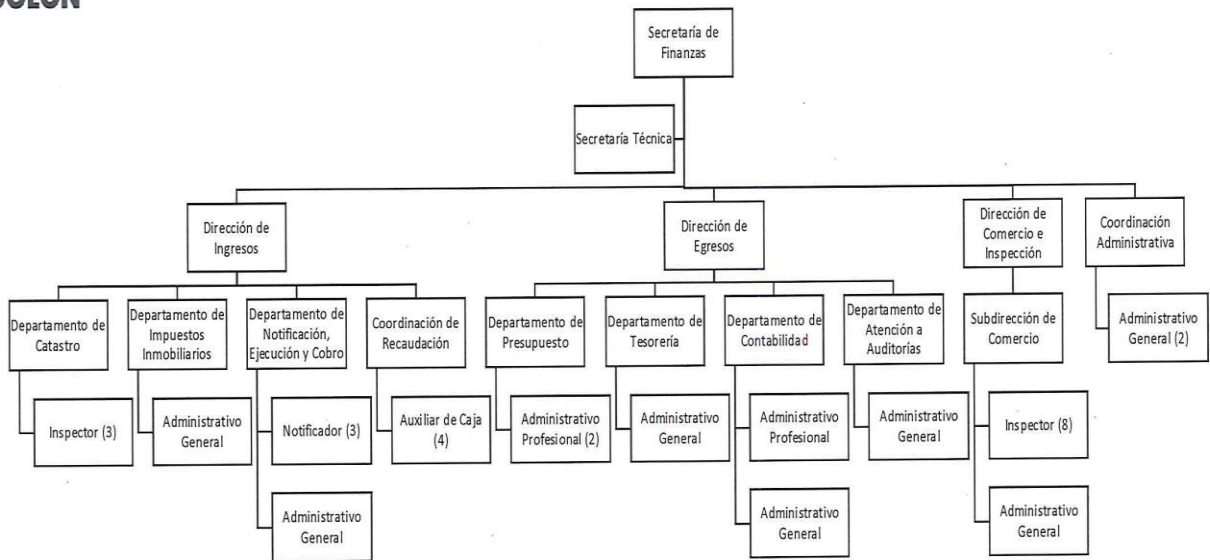 COLÓN
Secretaría de
Finanzas
Secretaría Técnica
Dirección de
Ingresos
Dirección de
Egresos
Dirección de
Comercio e
Inspección
Coordinación
Administrativa
Departamento de
Catastro
Departamento de
Impuestos
Inmobiliarios
Departamento de
Notificación,
Ejecución y Cobro
Coordinación de
Recaudación
Departamento de
Presupuesto
Departamento de
Tesorería
Departamento de
Contabilidad
Departamento de
Atención a
Auditorías
Subdirección de
Comercio
Administrativo
General (2)
Inspector (3)
Administrativo
General
Notificador (3)
Auxiliar de Caja
(4)
Administrativo
Profesional (2)
Administrativo
General
Administrativo
Profesional
Administrativo
General
Inspector (8)
Administrativo
General
Administrativo
General
Administrativo
General